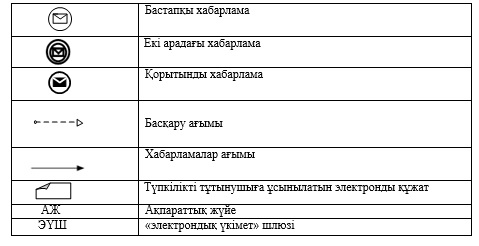 Бастапқы хабарлама
Екі арадағы хабарлама
Қорытынды хабарлама
Басқару ағымы
Хабарламалар ағымы
Түпкілікті тұтынушыға ұсынылатын электронды құжат
АЖ Ақпараттық жүйе
ЭҮШ «электрондық үкімет» шлюзі